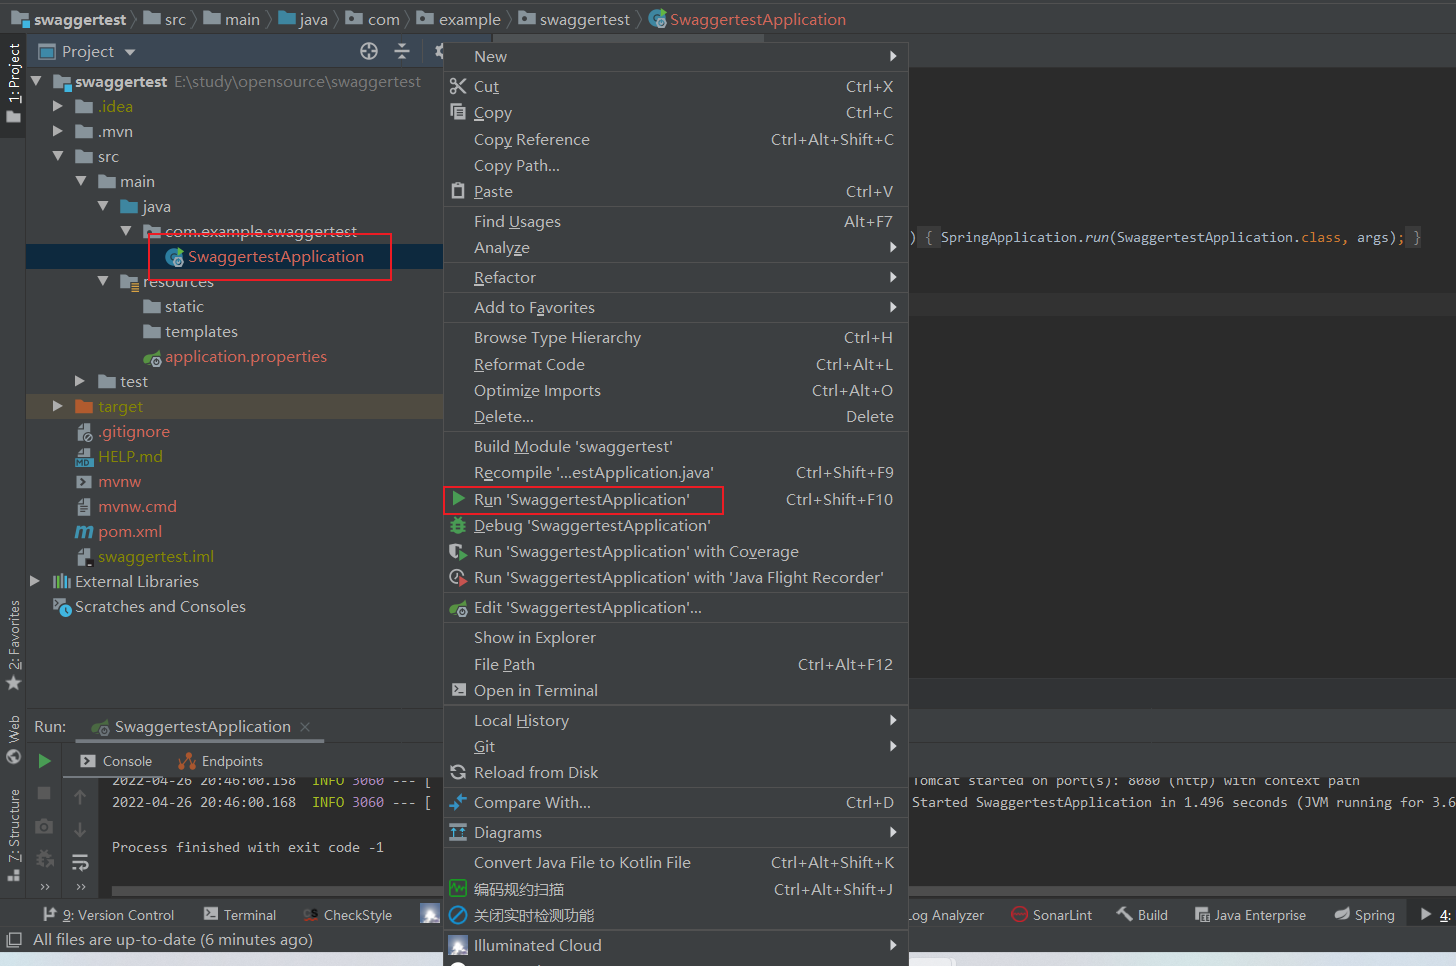 swaggertest src main java com example swaggertest SwaggertestApplication
1: Project
Project
swaggertest E:\study\opensource\swaggertest
.idea
.mvn
src
main
java
com.example.swaggertest
SwaggertestApplication
resources
static
templates
application.properties
test
target
.gitignore
HELP.md
mvnw
mvnw.cmd
pom.xml
swaggertest.iml
External Libraries
Scratches and Consoles
2: Favorites
Web
7: Structure
New
Cut Ctrl+X
Copy Ctrl+C
Copy Reference Ctrl+Alt+Shift+C
Copy Path...
Paste Ctrl+V
Find Usages Alt+F7
Analyze
Refactor
Add to Favorites
Browse Type Hierarchy Ctrl+H
Reformat Code Ctrl+Alt+L
Optimize Imports Ctrl+Alt+O
Delete... Delete
Build Module 'swaggertest'
Recompile '...estApplication.java' Ctrl+Shift+F9
Run 'SwaggertestApplication' Ctrl+Shift+F10
Debug 'SwaggertestApplication'
Run 'SwaggertestApplication' with Coverage
Run 'SwaggertestApplication' with 'Java Flight Recorder'
Edit 'SwaggertestApplication'...
Show in Explorer
File Path Ctrl+Alt+F12
Open in Terminal
Local History
Git
Reload from Disk
Compare With... Ctrl+D
Diagrams
Convert Java File to Kotlin File Ctrl+Alt+Shift+K
编码规约扫描 Ctrl+Alt+Shift+J
关闭实时检测功能
Illuminated Cloud
) { SpringApplication.run(SwaggertestApplication.class, args); }
Run: SwaggertestApplication
Console Endpoints
2022-04-26 20:46:00.158 INFO 3060 --- [ Tomcat started on port(s): 8080 (http) with context path
2022-04-26 20:46:00.168 INFO 3060 --- [ Started SwaggertestApplication in 1.496 seconds (JVM running for 3.6
Process finished with exit code -1
9: Version Control Terminal CheckStyle Log Analyzer SonarLint Build Java Enterprise Spring 4:
All files are up-to-date (6 minutes ago)